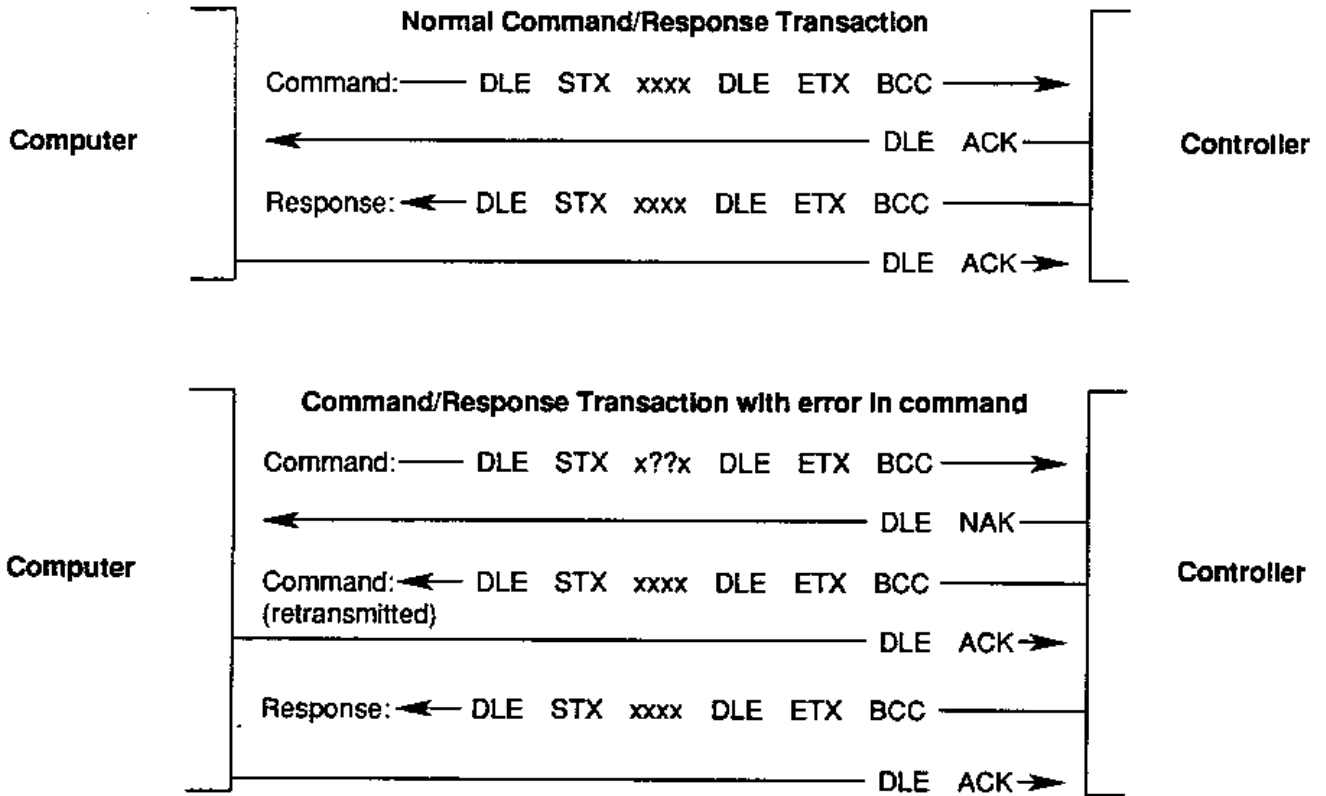 Normal Command/Response Transaction
Command: DLE STX xxxx DLE ETX BCC
Computer
DLE ACK
Controller
Response: DLE STX xxxx DLE ETX BCC
DLE ACK
Command/Response Transaction with error in command
Command: DLE STX x??x DLE ETX BCC
DLE NAK
Computer
Controller
Command: DLE STX xxxx DLE ETX BCC
(retransmitted)
DLE ACK
Response: DLE STX xxxx DLE ETX BCC
DLE ACK